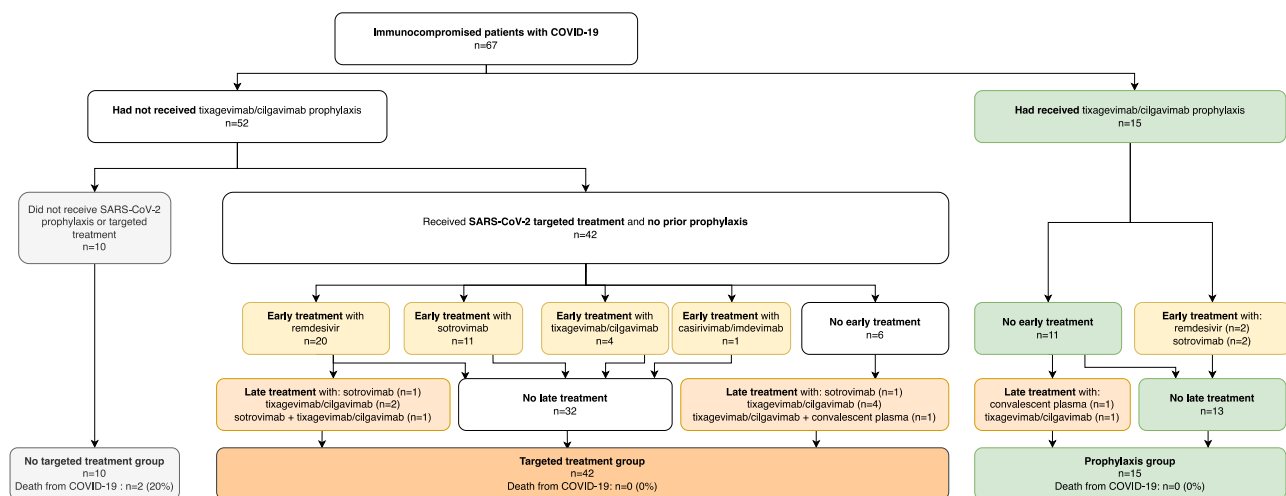 Immunocompromised patients with COVID-19
n=67
Had not received tixagevimab/cilgavimab prophylaxis
n=52
Had received tixagevimab/cilgavimab prophylaxis
n=15
Did not receive SARS-CoV-2
prophylaxis or targeted
treatment
n=10
Received SARS-CoV-2 targeted treatment and no prior prophylaxis
n=42
Early treatment with
remdesivir
n=20
Early treatment with
sotrovimab
n=11
Early treatment with
tixagevimab/cilgavimab
n=4
Early treatment with
casirivimab/imdevimab
n=1
No early treatment
n=6
No early treatment
n=11
Early treatment with:
remdesivir (n=2)
sotrovimab (n=2)
Late treatment with: sotrovimab (n=1)
tixagevimab/cilgavimab (n=2)
sotrovimab + tixagevimab/cilgavimab (n=1)
No late treatment
n=32
Late treatment with: sotrovimab (n=1)
tixagevimab/cilgavimab (n=4)
tixagevimab/cilgavimab + convalescent plasma (n=1)
Late treatment with:
convalescent plasma (n=1)
tixagevimab/cilgavimab (n=1)
No late treatment
n=13
No targeted treatment group
n=10
Death from COVID-19 : n=2 (20%)
Targeted treatment group
n=42
Death from COVID-19: n=0 (0%)
Prophylaxis group
n=15
Death from COVID-19: n=0 (0%)